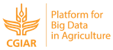 Platform for
Big Data
in Agriculture
CGIAR